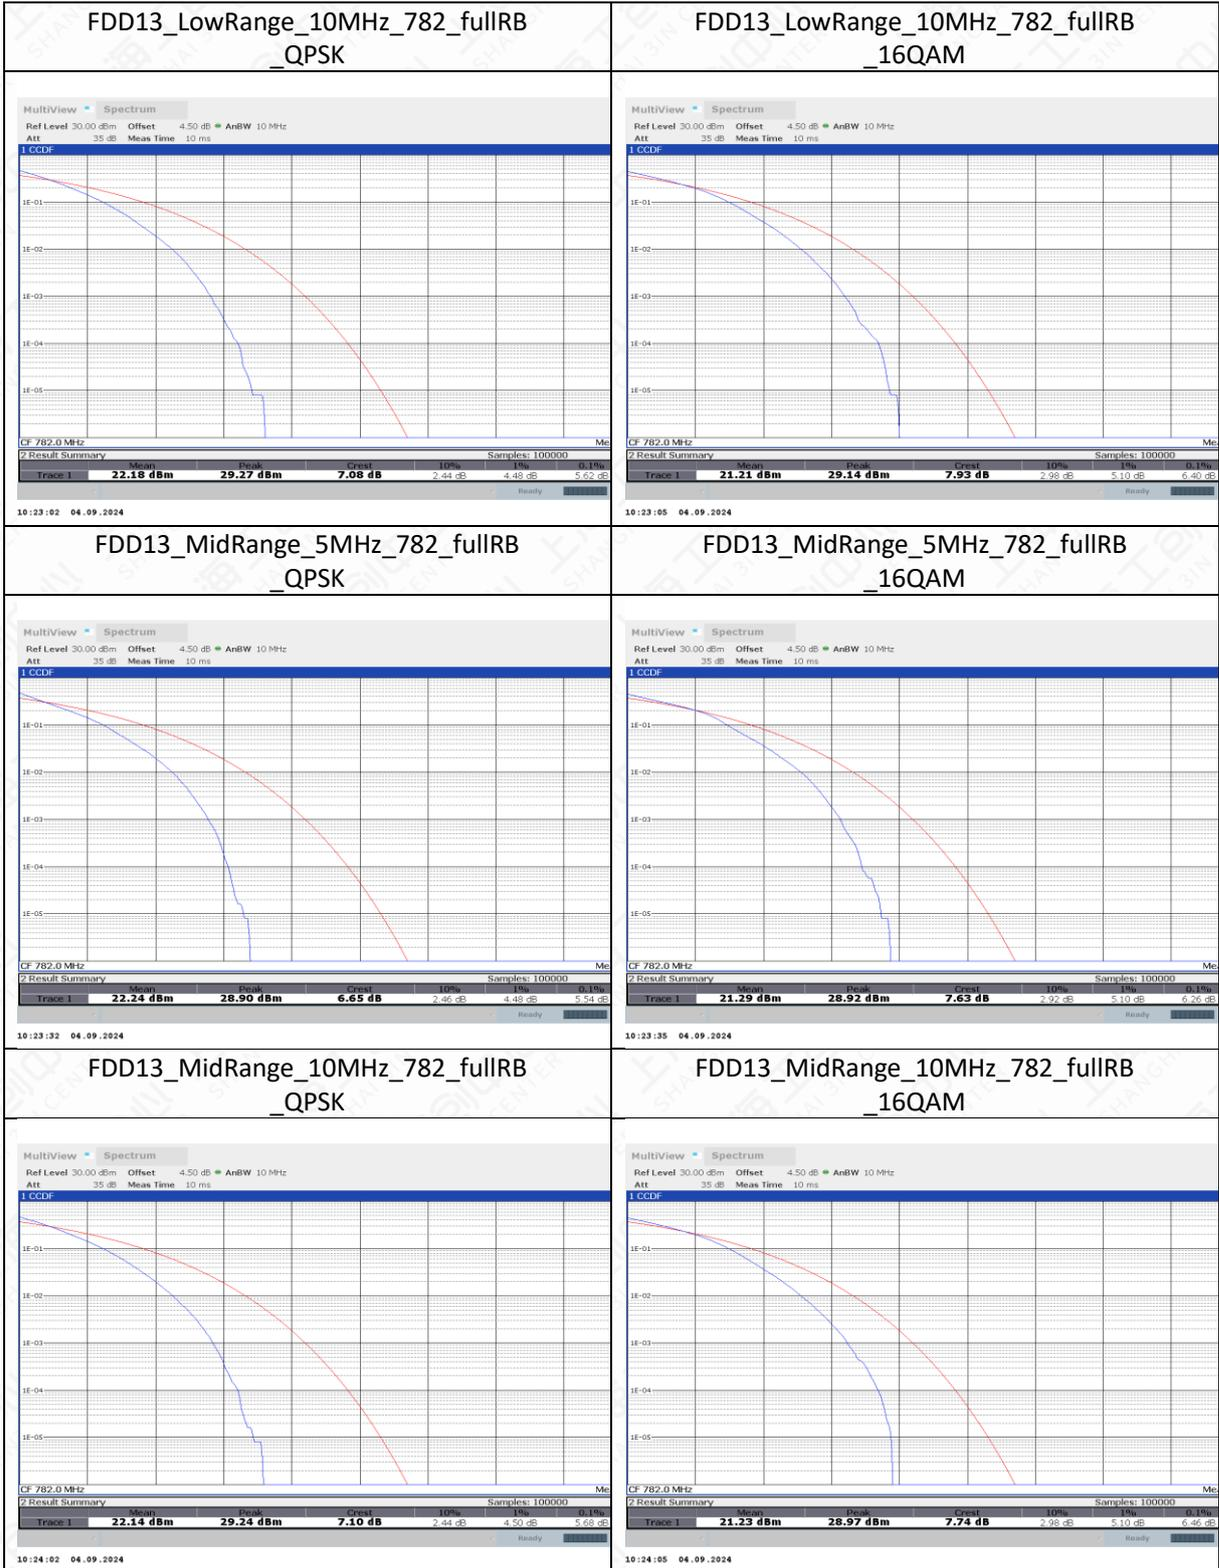 FDD13_LowRange_10MHz_782_fullRB
_QPSK
FDD13_LowRange_10MHz_782_fullRB
_16QAM
MultiView Spectrum
Ref Level 30.00 dBm Offset 4.50 dB AnBW 10 MHz
Att 35 dB Meas Time 10 ms
1 CCDF
1E-01
1E-02
1E-03
1E-04
1E-05
CF 782.0 MHz Me
2 Result Summary Samples: 100000
Mean Peak Crest 10% 1% 0.1%
Trace 1 22.18 dBm 29.27 dBm 7.08 dB 2.44 dB 4.48 dB 5.62 dB
Ready
10:23:02 04.09.2024
MultiView Spectrum
Ref Level 30.00 dBm Offset 4.50 dB AnBW 10 MHz
Att 35 dB Meas Time 10 ms
1 CCDF
1E-01
1E-02
1E-03
1E-04
1E-05
CF 782.0 MHz Me
2 Result Summary Samples: 100000
Mean Peak Crest 10% 1% 0.1%
Trace 1 21.21 dBm 29.14 dBm 7.93 dB 2.98 dB 5.10 dB 6.40 dB
Ready
10:23:05 04.09.2024
FDD13_MidRange_5MHz_782_fullRB
_QPSK
FDD13_MidRange_5MHz_782_fullRB
_16QAM
MultiView Spectrum
Ref Level 30.00 dBm Offset 4.50 dB AnBW 10 MHz
Att 35 dB Meas Time 10 ms
1 CCDF
1E-01
1E-02
1E-03
1E-04
1E-05
CF 782.0 MHz Me
2 Result Summary Samples: 100000
Mean Peak Crest 10% 1% 0.1%
Trace 1 22.24 dBm 28.90 dBm 6.65 dB 2.46 dB 4.48 dB 5.54 dB
Ready
10:23:32 04.09.2024
MultiView Spectrum
Ref Level 30.00 dBm Offset 4.50 dB AnBW 10 MHz
Att 35 dB Meas Time 10 ms
1 CCDF
1E-01
1E-02
1E-03
1E-04
1E-05
CF 782.0 MHz Me
2 Result Summary Samples: 100000
Mean Peak Crest 10% 1% 0.1%
Trace 1 21.29 dBm 28.92 dBm 7.63 dB 2.92 dB 5.10 dB 6.26 dB
Ready
10:23:35 04.09.2024
FDD13_MidRange_10MHz_782_fullRB
_QPSK
FDD13_MidRange_10MHz_782_fullRB
_16QAM
MultiView Spectrum
Ref Level 30.00 dBm Offset 4.50 dB AnBW 10 MHz
Att 35 dB Meas Time 10 ms
1 CCDF
1E-01
1E-02
1E-03
1E-04
1E-05
CF 782.0 MHz Me
2 Result Summary Samples: 100000
Mean Peak Crest 10% 1% 0.1%
Trace 1 22.14 dBm 29.24 dBm 7.10 dB 2.44 dB 4.50 dB 5.68 dB
Ready
10:24:02 04.09.2024
MultiView Spectrum
Ref Level 30.00 dBm Offset 4.50 dB AnBW 10 MHz
Att 35 dB Meas Time 10 ms
1 CCDF
1E-01
1E-02
1E-03
1E-04
1E-05
CF 782.0 MHz Me
2 Result Summary Samples: 100000
Mean Peak Crest 10% 1% 0.1%
Trace 1 21.23 dBm 28.97 dBm 7.74 dB 2.98 dB 5.10 dB 6.46 dB
Ready
10:24:05 04.09.2024